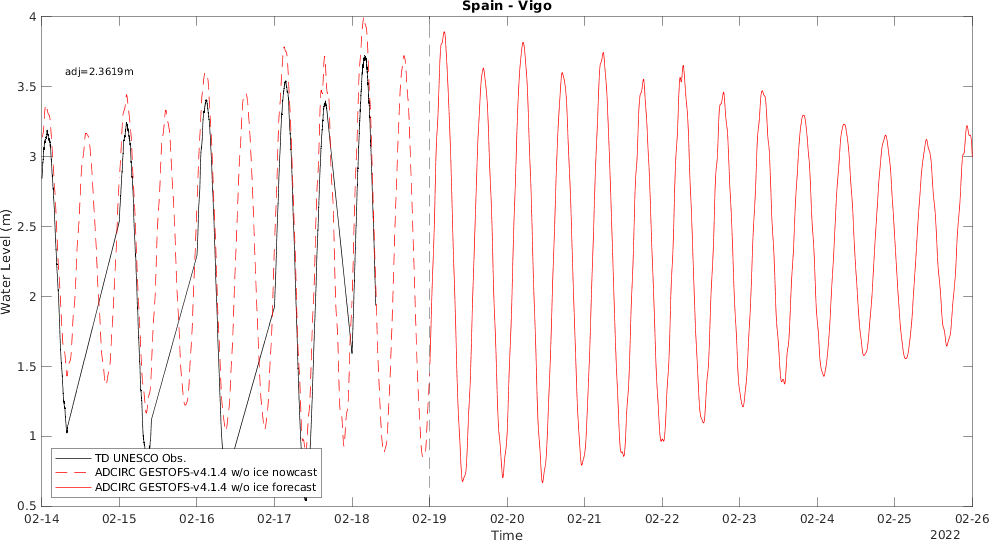 Spain - Vigo
4
adj=2.3619m
3.5
3
2.5
2
1.5
1
0.5
Water Level (m)
TD UNESCO Obs.
ADCIRC GESTOFS-v4.1.4 w/o ice nowcast
ADCIRC GESTOFS-v4.1.4 w/o ice forecast
02-14 02-15 02-16 02-17 02-18 02-19 02-20 02-21 02-22 02-23 02-24 02-25 02-26
Time
2022